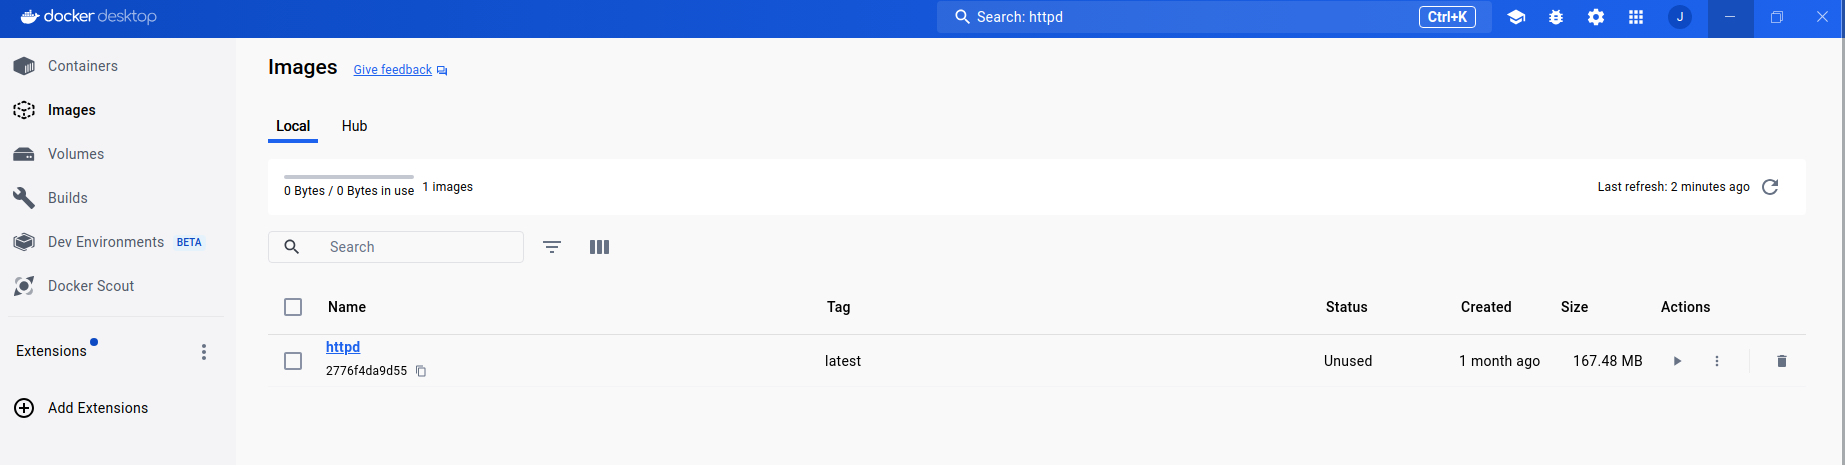 docker desktop
Search: httpd
Ctrl+K
J
Containers
Images
Volumes
Builds
Dev Environments BETA
Docker Scout
Extensions
Add Extensions
Images Give feedback
Local Hub
0 Bytes / 0 Bytes in use 1 images
Last refresh: 2 minutes ago
Search
Name Tag Status Created Size Actions
httpd
2776f4da9d55
latest Unused 1 month ago 167.48 MB